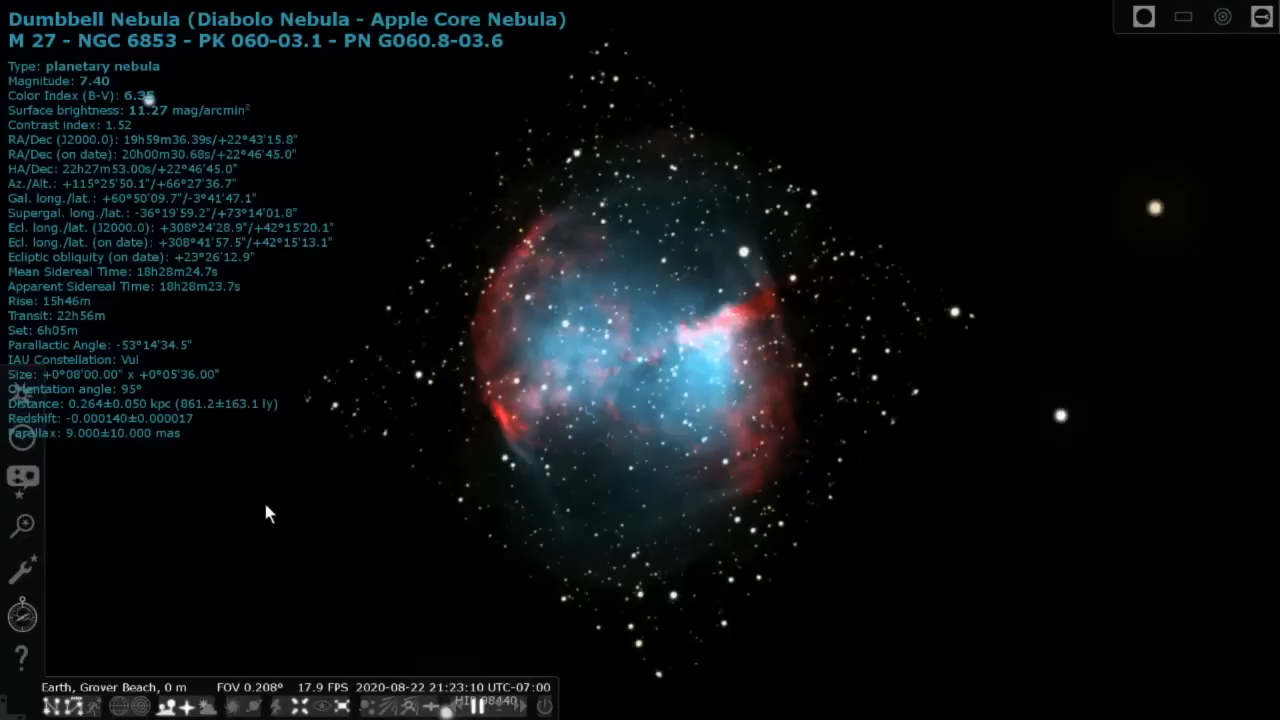 Dumbbell Nebula (Diabolo Nebula - Apple Core Nebula)
M 27 - NGC 6853 - PK 060-03.1 - PN G060.8-03.6
Type: planetary nebula
Magnitude: 7.40
Color Index (B-V): 6.35
Surface brightness: 11.27 mag/arcmin²
Contrast index: 1.52
RA/Dec (J2000.0): 19h59m36.39s/+22°43'15.8"
RA/Dec (on date): 20h00m30.68s/+22°46'45.0"
HA/Dec: 22h27m53.00s/+22°46'45.0"
Az./Alt.: +115°25'50.1"/+66°27'36.7"
Gal. long./lat.: +60°50'09.7"/-3°41'47.1"
Supergal. long./lat.: -36°19'59.2"/+73°14'01.8"
Ecl. long./lat. (J2000.0): +308°24'28.9"/+42°15'20.1"
Ecl. long./lat. (on date): +308°41'57.5"/+42°15'13.1"
Ecliptic obliquity (on date): +23°26'12.9"
Mean Sidereal Time: 18h28m24.7s
Apparent Sidereal Time: 18h28m23.7s
Rise: 15h46m
Transit: 22h56m
Set: 6h05m
Parallactic Angle: -53°14'34.5"
IAU Constellation: Vul
Size: +0°08'00.00" x +0°05'36.00"
Orientation angle: 95°
Distance: 0.264±0.050 kpc (861.2±163.1 ly)
Redshift: -0.000140±0.000017
Parallax: 9.000±10.000 mas
Earth, Grover Beach, 0 m FOV 0.208° 17.9 FPS 2020-08-22 21:23:10 UTC-07:00
HIP 98440